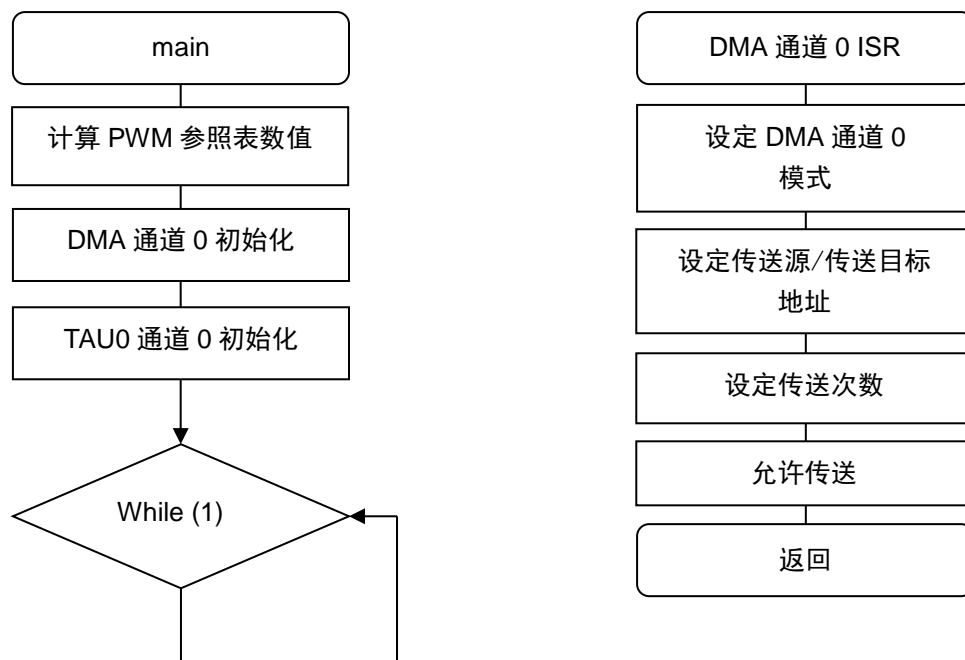 main
计算 PWM 参照表数值
DMA 通道 0 初始化
TAU0 通道 0 初始化
While (1)
DMA 通道 0 ISR
设定 DMA 通道 0
模式
设定传送源/传送目标
地址
设定传送次数
允许传送
返回